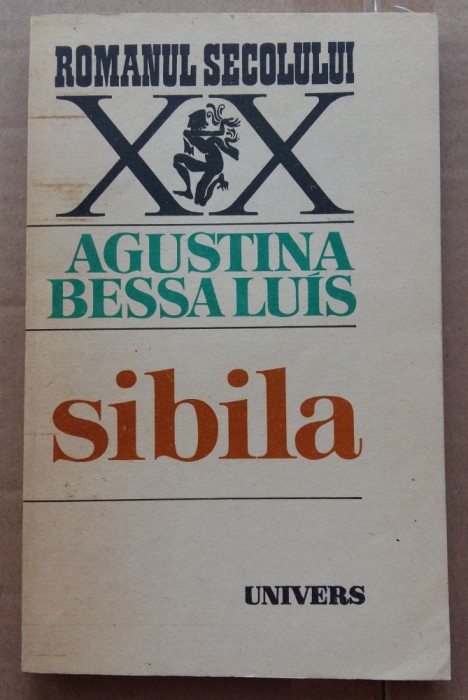 ROMANUL SECOLULUI
XX
AGUSTINA
BESSA LUÍS
sibila
UNIVERS